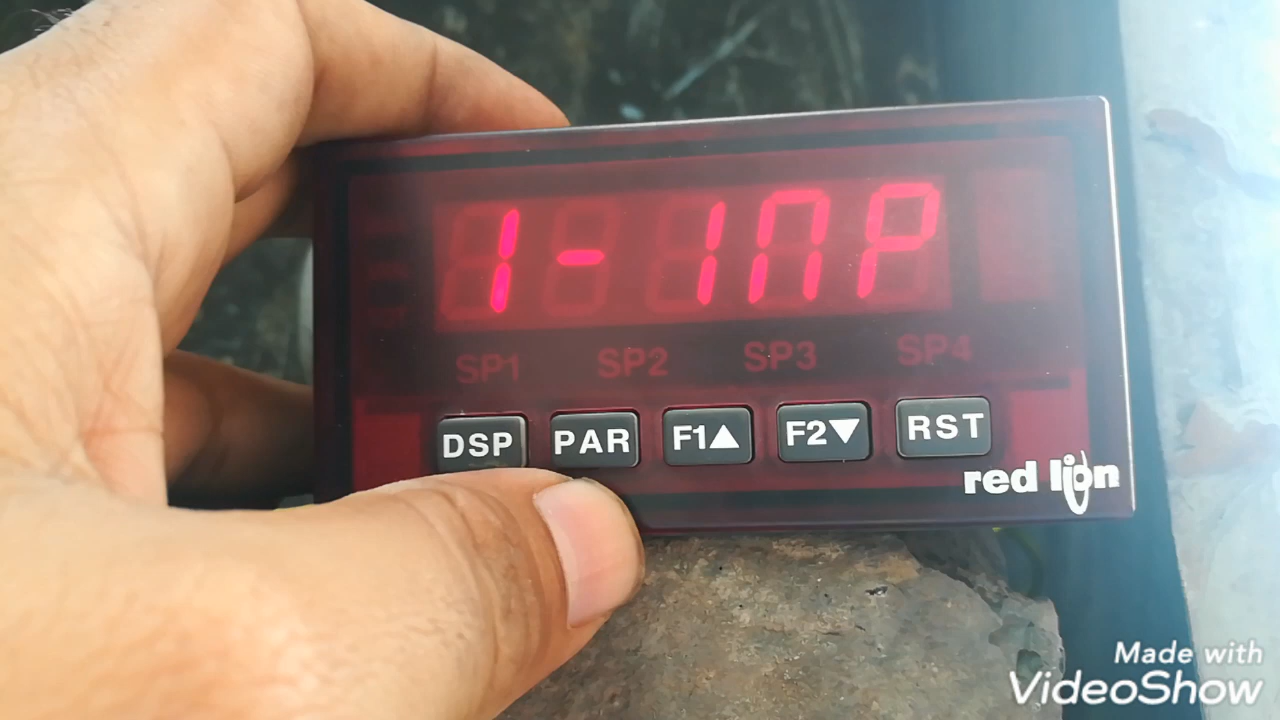 1-INP
SP1 SP2 SP3 SP4
DSP PAR F1▲ F2▼ RST
red lion
Made with
VideoShow